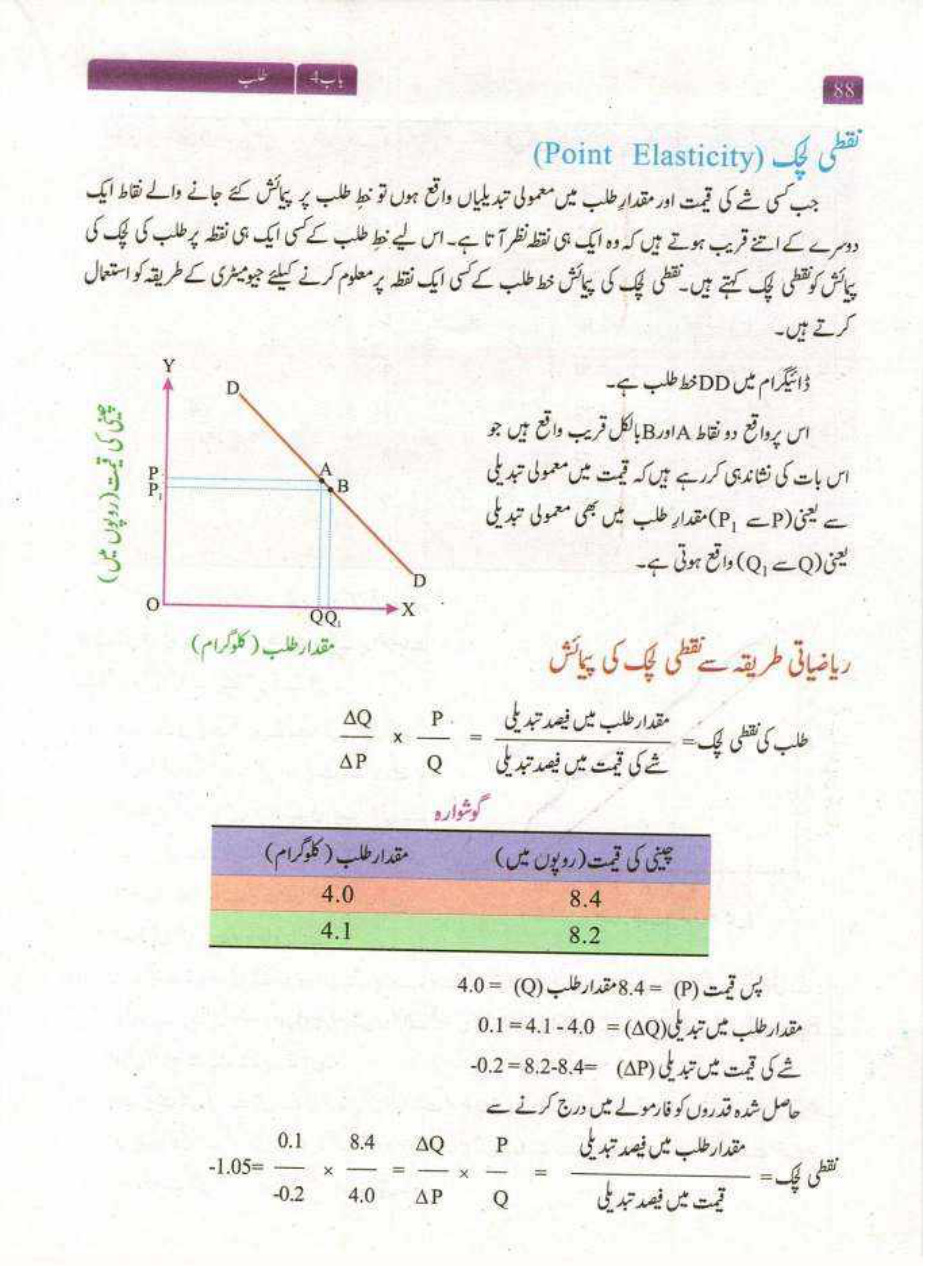 باب 4 طلب
88
نقطی لچک (Point Elasticity)
جب کسی شے کی قیمت اور مقدارِ طلب میں معمولی تبدیلیاں واقع ہوں تو خطِ طلب پر پیمائش کئے جانے والے نقاط ایک
دوسرے کے اتنے قریب ہوتے ہیں کہ وہ ایک ہی نقطہ نظر آتا ہے۔ اس لیے خطِ طلب کے کسی ایک ہی نقطہ پر طلب کی لچک کی
پیمائش کو نقطی لچک کہتے ہیں۔ نقطی لچک کی پیمائش خط طلب کے کسی ایک نقطہ پر معلوم کرنے کیلئے جیومیٹری کے طریقہ کو استعمال
کرتے ہیں۔
ڈائیگرام میں DD خط طلب ہے۔
اس پر واقع دو نقاط A اور B بالکل قریب واقع ہیں جو
اس بات کی نشاندہی کر رہے ہیں کہ قیمت میں معمولی تبدیلی
سے یعنی (P سے P₁) مقدارِ طلب میں بھی معمولی تبدیلی
یعنی (Q سے Q₁) واقع ہوتی ہے۔
Y
D
چینی کی قیمت (روپوں میں)
A
P
P₁
B
D
O
X
Q Q₁
مقدار طلب (کلوگرام)
ریاضیاتی طریقہ سے نقطی لچک کی پیمائش
طلب کی نقطی لچک = مقدار طلب میں فیصد تبدیلی / شے کی قیمت میں فیصد تبدیلی = P/Q x ΔQ/ΔP
گوشوارہ
چینی کی قیمت (روپوں میں) مقدار طلب (کلوگرام)
8.4 4.0
8.2 4.1
پس قیمت (P) = 8.4 مقدار طلب (Q) = 4.0
مقدار طلب میں تبدیلی (ΔQ) = 4.0 - 4.1 = 0.1
شے کی قیمت میں تبدیلی (ΔP) =8.2-8.4 = -0.2
حاصل شدہ قدروں کو فارمولے میں درج کرنے سے
نقطی لچک = مقدار طلب میں فیصد تبدیلی / قیمت میں فیصد تبدیلی = P/Q × ΔQ/ΔP = 8.4/4.0 × 0.1/-0.2 = -1.05